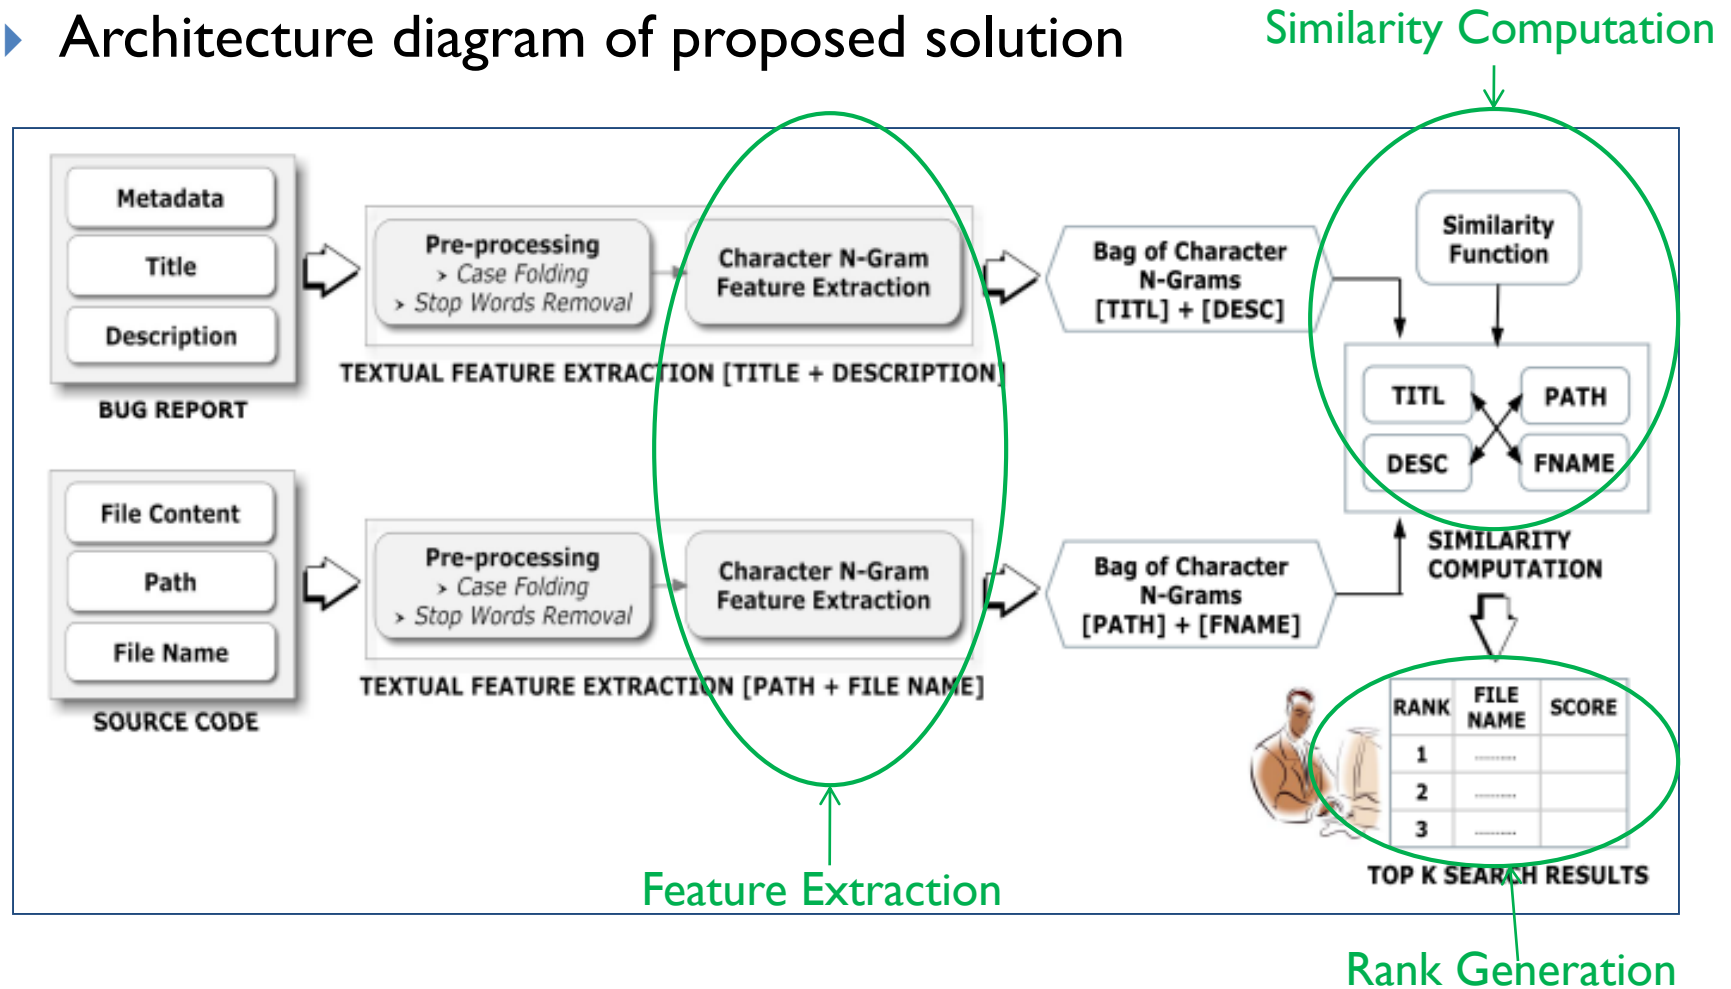 Architecture diagram of proposed solution
Similarity Computation
Metadata
Title
Description
BUG REPORT
Pre-processing
> Case Folding
> Stop Words Removal
Character N-Gram
Feature Extraction
TEXTUAL FEATURE EXTRACTION [TITLE + DESCRIPTION]
Bag of Character
N-Grams
[TITL] + [DESC]
Similarity
Function
TITL
PATH
DESC
FNAME
SIMILARITY
COMPUTATION
File Content
Path
File Name
SOURCE CODE
Pre-processing
> Case Folding
> Stop Words Removal
Character N-Gram
Feature Extraction
TEXTUAL FEATURE EXTRACTION [PATH + FILE NAME]
Bag of Character
N-Grams
[PATH] + [FNAME]
RANK FILE NAME SCORE
1 ..........
2 ..........
3 ..........
TOP K SEARCH RESULTS
Feature Extraction
Rank Generation